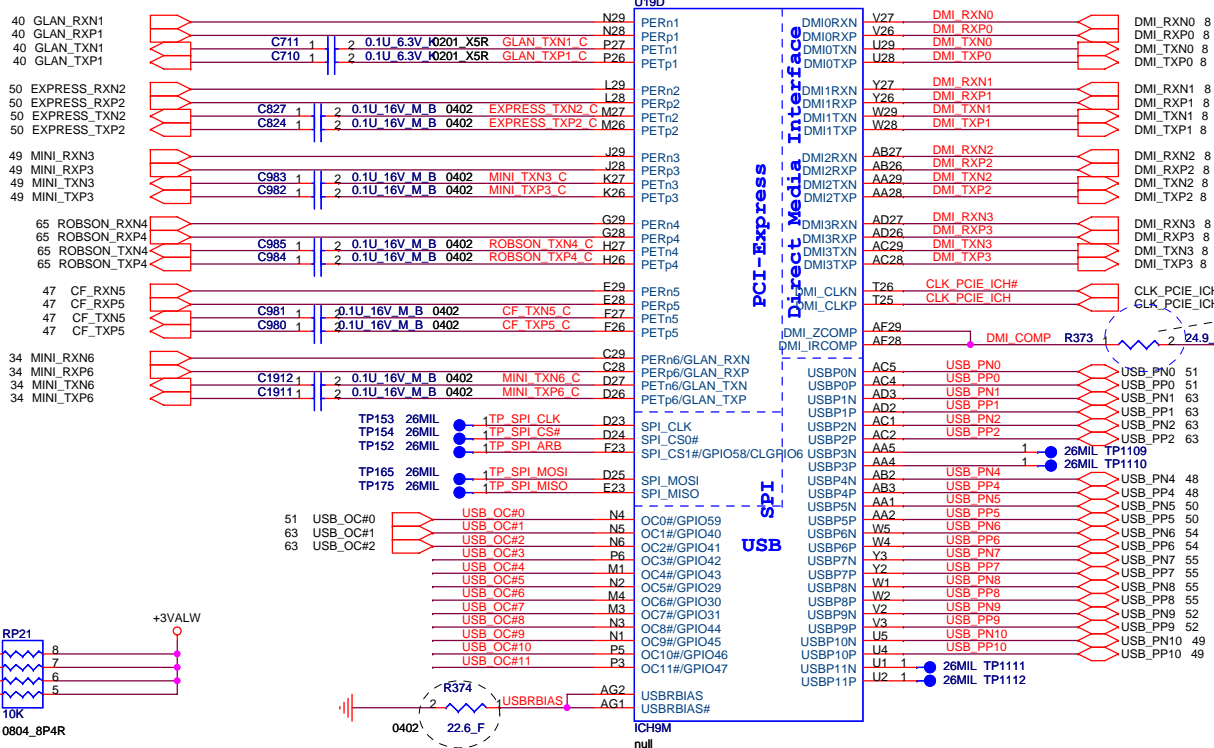 U19D
40 GLAN_RXN1 N29 PERn1 DMI0RXN V27 DMI_RXN0 DMI_RXN0 8
40 GLAN_RXP1 N28 PERp1 DMI0RXP V26 DMI_RXP0 DMI_RXP0 8
40 GLAN_TXN1 C711 1 2 0.1U_6.3V_K0201_X5R GLAN_TXN1_C P27 PETn1 DMI0TXN U29 DMI_TXN0 DMI_TXN0 8
40 GLAN_TXP1 C710 1 2 0.1U_6.3V_K0201_X5R GLAN_TXP1_C P26 PETp1 DMI0TXP U28 DMI_TXP0 DMI_TXP0 8
50 EXPRESS_RXN2 L29 PERn2 DMI1RXN Y27 DMI_RXN1 DMI_RXN1 8
50 EXPRESS_RXP2 L28 PERp2 DMI1RXP Y26 DMI_RXP1 DMI_RXP1 8
50 EXPRESS_TXN2 C827 1 2 0.1U_16V_M_B 0402 EXPRESS_TXN2_C M27 PETn2 DMI1TXN W29 DMI_TXN1 DMI_TXN1 8
50 EXPRESS_TXP2 C824 1 2 0.1U_16V_M_B 0402 EXPRESS_TXP2_C M26 PETp2 DMI1TXP W28 DMI_TXP1 DMI_TXP1 8
49 MINI_RXN3 J29 PERn3 DMI2RXN AB27 DMI_RXN2 DMI_RXN2 8
49 MINI_RXP3 J28 PERp3 DMI2RXP AB26 DMI_RXP2 DMI_RXP2 8
49 MINI_TXN3 C983 1 2 0.1U_16V_M_B 0402 MINI_TXN3_C K27 PETn3 DMI2TXN AA29 DMI_TXN2 DMI_TXN2 8
49 MINI_TXP3 C982 1 2 0.1U_16V_M_B 0402 MINI_TXP3_C K26 PETp3 DMI2TXP AA28 DMI_TXP2 DMI_TXP2 8
PCI-Express
Direct Media Interface
65 ROBSON_RXN4 G29 PERn4 DMI3RXN AD27 DMI_RXN3 DMI_RXN3 8
65 ROBSON_RXP4 G28 PERp4 DMI3RXP AD26 DMI_RXP3 DMI_RXP3 8
65 ROBSON_TXN4 C985 1 2 0.1U_16V_M_B 0402 ROBSON_TXN4_C H27 PETn4 DMI3TXN AC29 DMI_TXN3 DMI_TXN3 8
65 ROBSON_TXP4 C984 1 2 0.1U_16V_M_B 0402 ROBSON_TXP4_C H26 PETp4 DMI3TXP AC28 DMI_TXP3 DMI_TXP3 8
47 CF_RXN5 E29 PERn5 DMI_CLKN T26 CLK_PCIE_ICH# CLK_PCIE_ICH
47 CF_RXP5 E28 PERp5 DMI_CLKP T25 CLK_PCIE_ICH CLK_PCIE_ICH
47 CF_TXN5 C981 1 2 0.1U_16V_M_B 0402 CF_TXN5_C F27 PETn5
47 CF_TXP5 C980 1 2 0.1U_16V_M_B 0402 CF_TXP5_C F26 PETp5 DMI_ZCOMP AF29
DMI_IRCOMP AF28 DMI_COMP R373 1 2 24.9_
34 MINI_RXN6 C29 PERn6/GLAN_RXN
34 MINI_RXP6 C28 PERp6/GLAN_RXP USBP0N AC5 USB_PN0 USB_PN0 51
34 MINI_TXN6 C1912 1 2 0.1U_16V_M_B 0402 MINI_TXN6_C D27 PETn6/GLAN_TXN USBP0P AC4 USB_PP0 USB_PP0 51
34 MINI_TXP6 C1911 1 2 0.1U_16V_M_B 0402 MINI_TXP6_C D26 PETp6/GLAN_TXP USBP1N AD3 USB_PN1 USB_PN1 63
USBP1P AD2 USB_PP1 USB_PP1 63
TP153 26MIL 1 TP_SPI_CLK D23 SPI_CLK USBP2N AC1 USB_PN2 USB_PN2 63
TP154 26MIL 1 TP_SPI_CS# D24 SPI_CS0# USBP2P AC2 USB_PP2 USB_PP2 63
TP152 26MIL 1 TP_SPI_ARB F23 SPI_CS1#/GPIO58/CLGPIO6 USBP3N AA5 1 26MIL TP1109
USBP3P AA4 1 26MIL TP1110
TP165 26MIL 1 TP_SPI_MOSI D25 SPI_MOSI USBP4N AB2 USB_PN4 USB_PN4 48
TP175 26MIL 1 TP_SPI_MISO E23 SPI_MISO USBP4P AB3 USB_PP4 USB_PP4 48
SPI
USBP5N AA1 USB_PN5 USB_PN5 50
51 USB_OC#0 USB_OC#0 N4 OC0#/GPIO59 USBP5P AA2 USB_PP5 USB_PP5 50
63 USB_OC#1 USB_OC#1 N5 OC1#/GPIO40 USBP6N W5 USB_PN6 USB_PN6 54
63 USB_OC#2 USB_OC#2 N6 OC2#/GPIO41 USBP6P W4 USB_PP6 USB_PP6 54
USB
USB_OC#3 P6 OC3#/GPIO42 USBP7N Y3 USB_PN7 USB_PN7 55
USB_OC#4 M1 OC4#/GPIO43 USBP7P Y2 USB_PP7 USB_PP7 55
USB_OC#5 N2 OC5#/GPIO29 USBP8N W1 USB_PN8 USB_PN8 55
USB_OC#6 M4 OC6#/GPIO30 USBP8P W2 USB_PP8 USB_PP8 55
USB_OC#7 M3 OC7#/GPIO31 USBP9N V2 USB_PN9 USB_PN9 52
USB_OC#8 N3 OC8#/GPIO44 USBP9P V3 USB_PP9 USB_PP9 52
USB_OC#9 N1 OC9#/GPIO45 USBP10N U5 USB_PN10 USB_PN10 49
USB_OC#10 P5 OC10#/GPIO46 USBP10P U4 USB_PP10 USB_PP10 49
USB_OC#11 P3 OC11#/GPIO47 USBP11N U1 1 26MIL TP1111
USBP11P U2 1 26MIL TP1112
+3VALW
RP21
8
7
6
5
10K
0804_8P4R
R374
2 1 USBRBIAS AG2 USBRBIAS
AG1 USBRBIAS#
0402 22.6_F
ICH9M
null